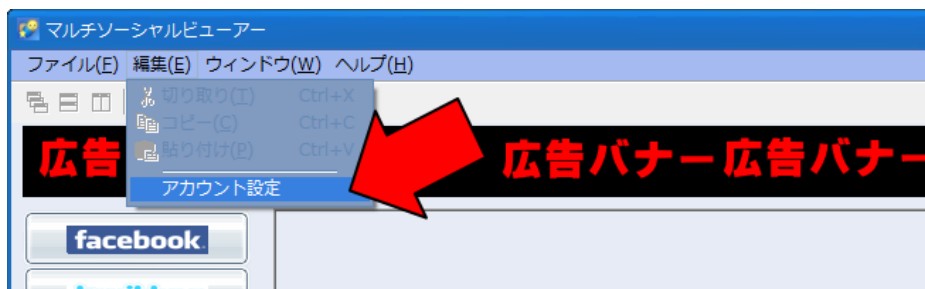 マルチソーシャルビューアー
ファイル(F) 編集(E) ウィンドウ(W) ヘルプ(H)
切り取り(T) Ctrl+X
コピー(C) Ctrl+C
貼り付け(P) Ctrl+V
広告 広告バナー広告バナー
アカウント設定
facebook